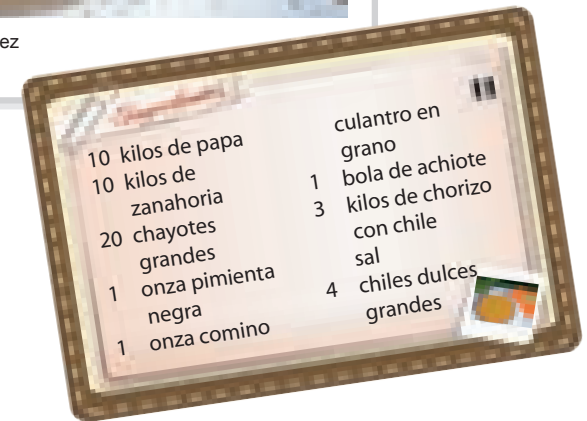 ez
10 kilos de papa
10 kilos de
zanahoria
20 chayotes
grandes
1 onza pimienta
negra
1 onza comino
culantro en
grano
1 bola de achiote
3 kilos de chorizo
con chile
sal
4 chiles dulces
grandes